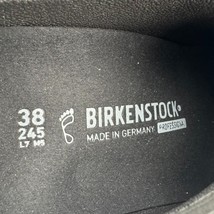 38
245
L7 M5
BIRKENSTOCK
MADE IN GERMANY PROFESSIONAL